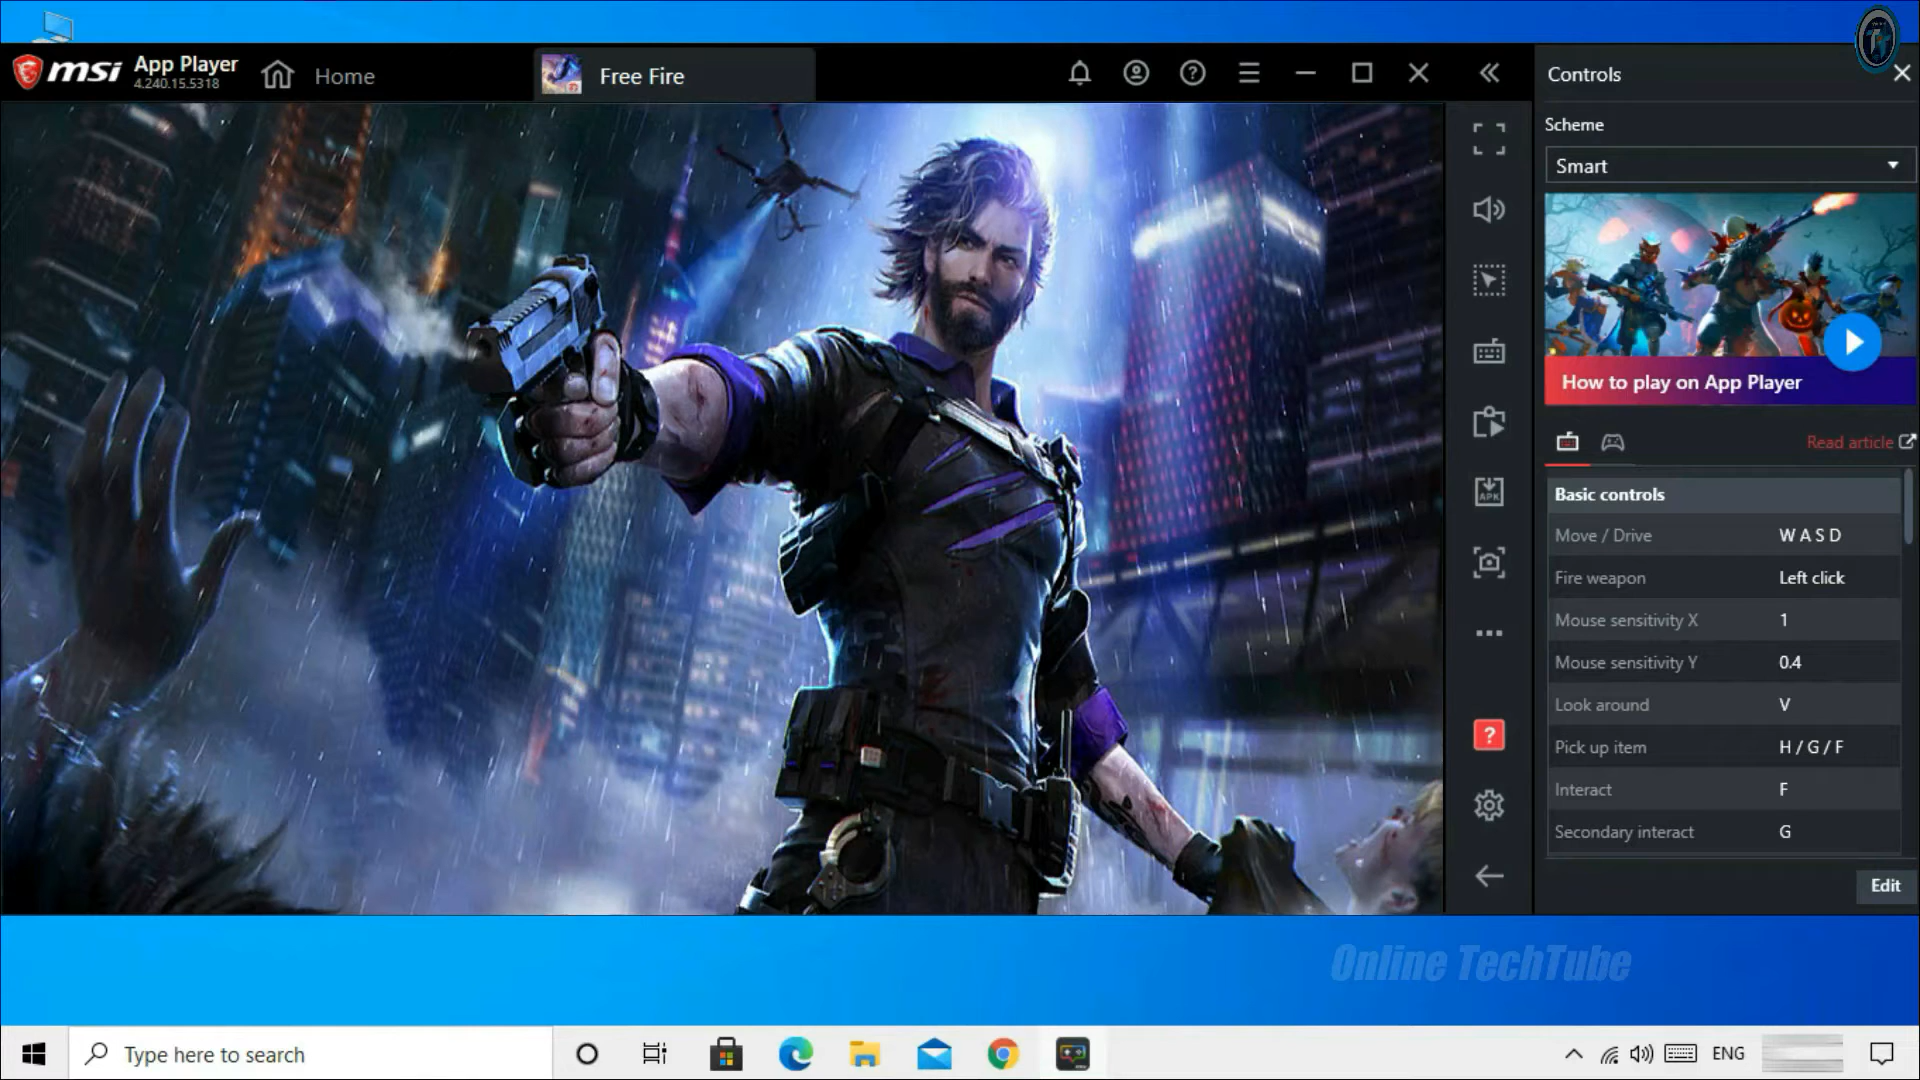 msi App Player
4.240.15.5318
Home
Free Fire
Controls
Scheme
Smart
How to play on App Player
Read article
APK
Basic controls
Move / Drive W A S D
Fire weapon Left click
Mouse sensitivity X 1
Mouse sensitivity Y 0.4
Look around V
Pick up item H / G / F
Interact F
Secondary interact G
Edit
Online TechTube
Type here to search
ENG